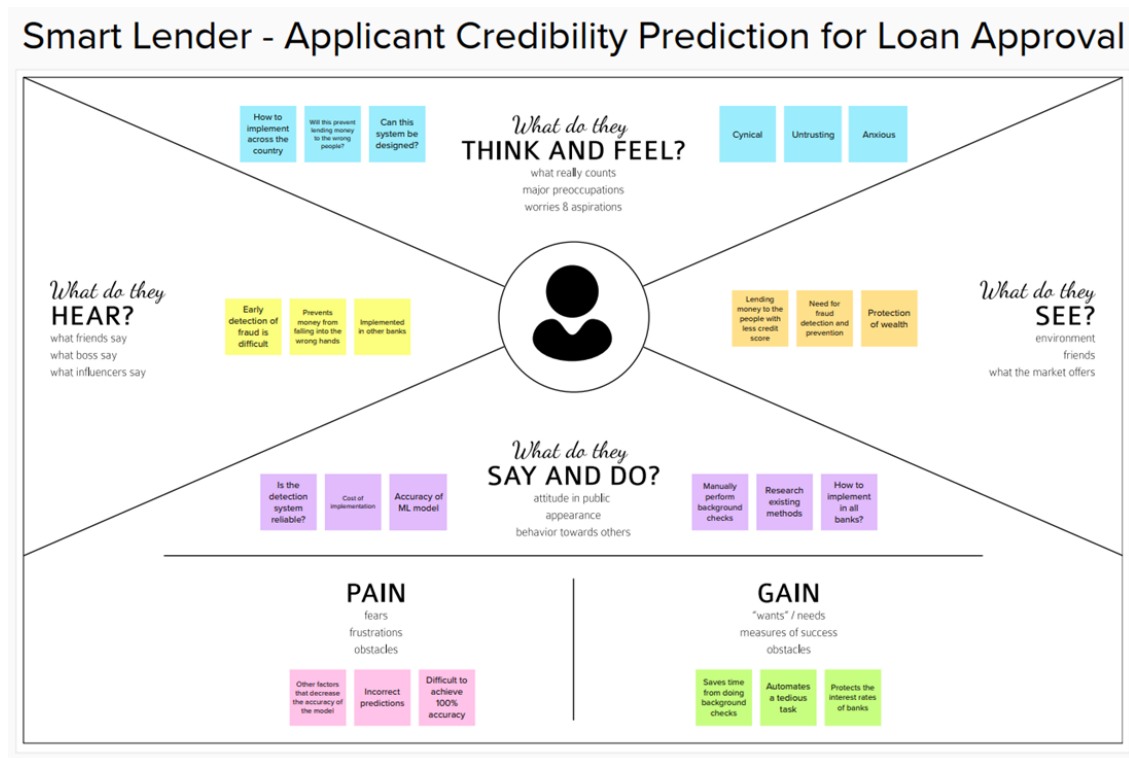 Smart Lender - Applicant Credibility Prediction for Loan Approval
How to
implement
across the
country
Will this prevent
lending money
to the wrong
people?
Can this
system be
designed?
What do they
THINK AND FEEL?
what really counts
major preoccupations
worries & aspirations
Cynical
Untrusting
Anxious
What do they
HEAR?
what friends say
what boss say
what influencers say
Early
detection of
fraud is
difficult
Prevents
money from
falling into the
wrong hands
Implemented
in other banks
Lending
money to the
people with
less credit
score
Need for
fraud
detection and
prevention
Protection
of wealth
What do they
SEE?
environment
friends
what the market offers
What do they
SAY AND DO?
attitude in public
appearance
behavior towards others
Is the
detection
system
reliable?
Cost of
implementation
Accuracy of
ML model
Manually
perform
background
checks
Research
existing
methods
How to
implement
in all
banks?
PAIN
fears
frustrations
obstacles
Other factors
that decrease
the accuracy of
the model
Incorrect
predictions
Difficult to
achieve
100%
accuracy
GAIN
"wants" / needs
measures of success
obstacles
Saves time
from doing
background
checks
Automates
a tedious
task
Protects the
interest rates
of banks